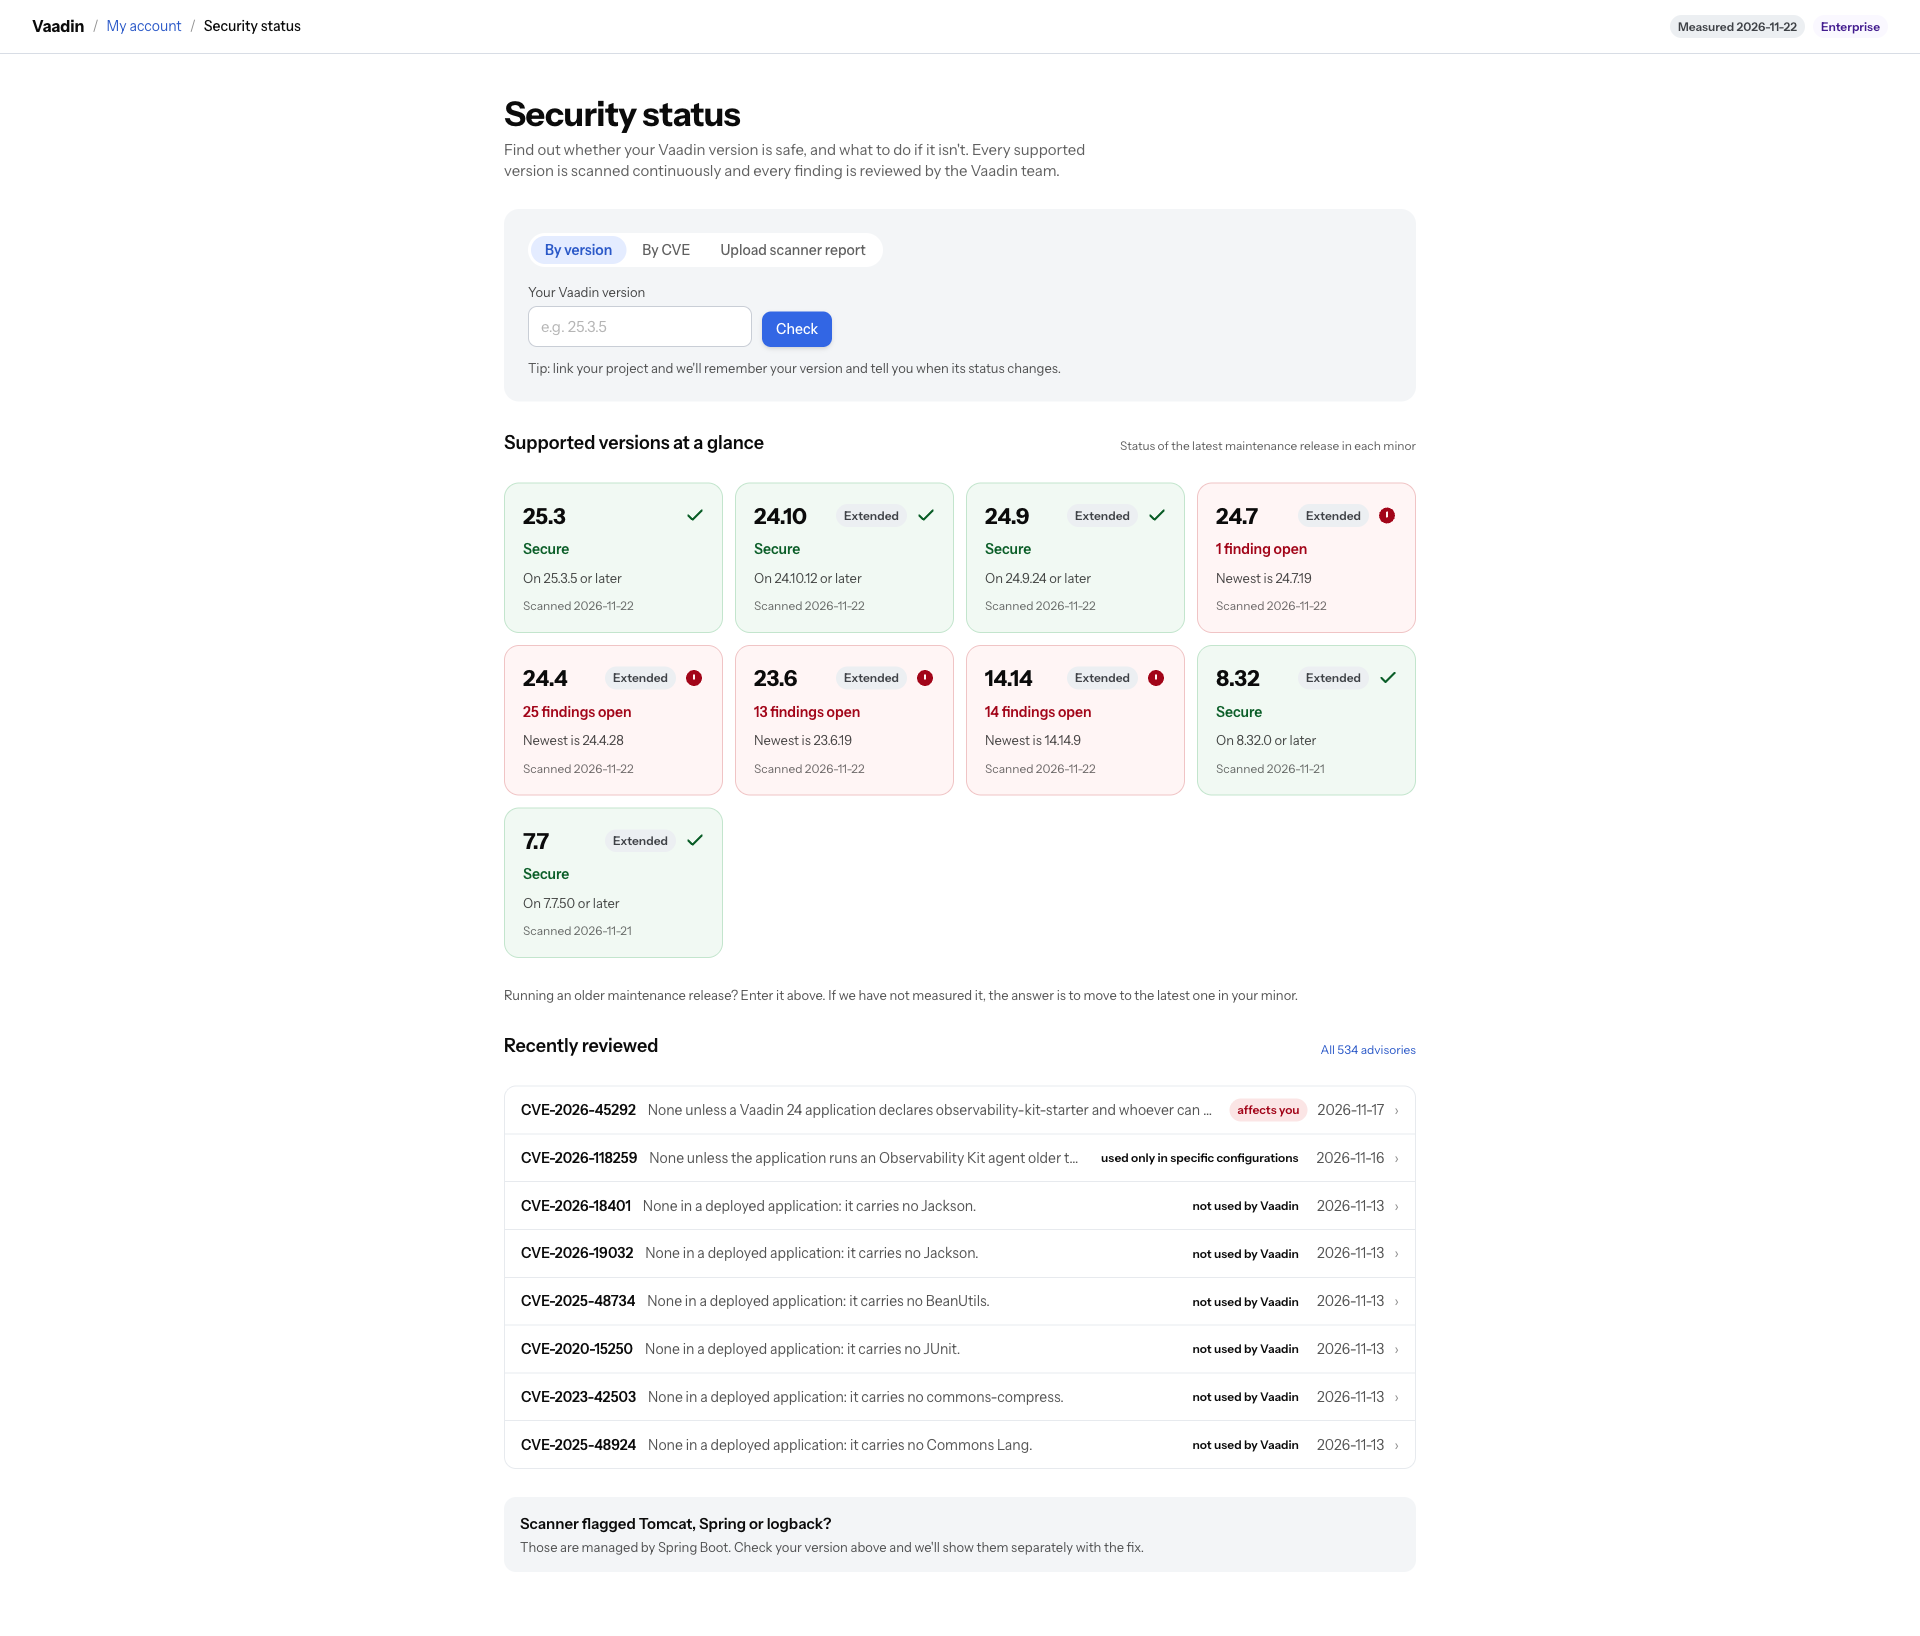 Vaadin / My account / Security status
Measured 2026-11-22 Enterprise
Security status
Find out whether your Vaadin version is safe, and what to do if it isn't. Every supported
version is scanned continuously and every finding is reviewed by the Vaadin team.
By version By CVE Upload scanner report
Your Vaadin version
e.g. 25.3.5 Check
Tip: link your project and we'll remember your version and tell you when its status changes.
Supported versions at a glance
Status of the latest maintenance release in each minor
25.3
Secure
On 25.3.5 or later
Scanned 2026-11-22
24.10 Extended
Secure
On 24.10.12 or later
Scanned 2026-11-22
24.9 Extended
Secure
On 24.9.24 or later
Scanned 2026-11-22
24.7 Extended
1 finding open
Newest is 24.7.19
Scanned 2026-11-22
24.4 Extended
25 findings open
Newest is 24.4.28
Scanned 2026-11-22
23.6 Extended
13 findings open
Newest is 23.6.19
Scanned 2026-11-22
14.14 Extended
14 findings open
Newest is 14.14.9
Scanned 2026-11-22
8.32 Extended
Secure
On 8.32.0 or later
Scanned 2026-11-21
7.7 Extended
Secure
On 7.7.50 or later
Scanned 2026-11-21
Running an older maintenance release? Enter it above. If we have not measured it, the answer is to move to the latest one in your minor.
Recently reviewed
All 534 advisories
CVE-2026-45292 None unless a Vaadin 24 application declares observability-kit-starter and whoever can ... affects you 2026-11-17 ›
CVE-2026-118259 None unless the application runs an Observability Kit agent older t... used only in specific configurations 2026-11-16 ›
CVE-2026-18401 None in a deployed application: it carries no Jackson. not used by Vaadin 2026-11-13 ›
CVE-2026-19032 None in a deployed application: it carries no Jackson. not used by Vaadin 2026-11-13 ›
CVE-2025-48734 None in a deployed application: it carries no BeanUtils. not used by Vaadin 2026-11-13 ›
CVE-2020-15250 None in a deployed application: it carries no JUnit. not used by Vaadin 2026-11-13 ›
CVE-2023-42503 None in a deployed application: it carries no commons-compress. not used by Vaadin 2026-11-13 ›
CVE-2025-48924 None in a deployed application: it carries no Commons Lang. not used by Vaadin 2026-11-13 ›
Scanner flagged Tomcat, Spring or logback?
Those are managed by Spring Boot. Check your version above and we'll show them separately with the fix.